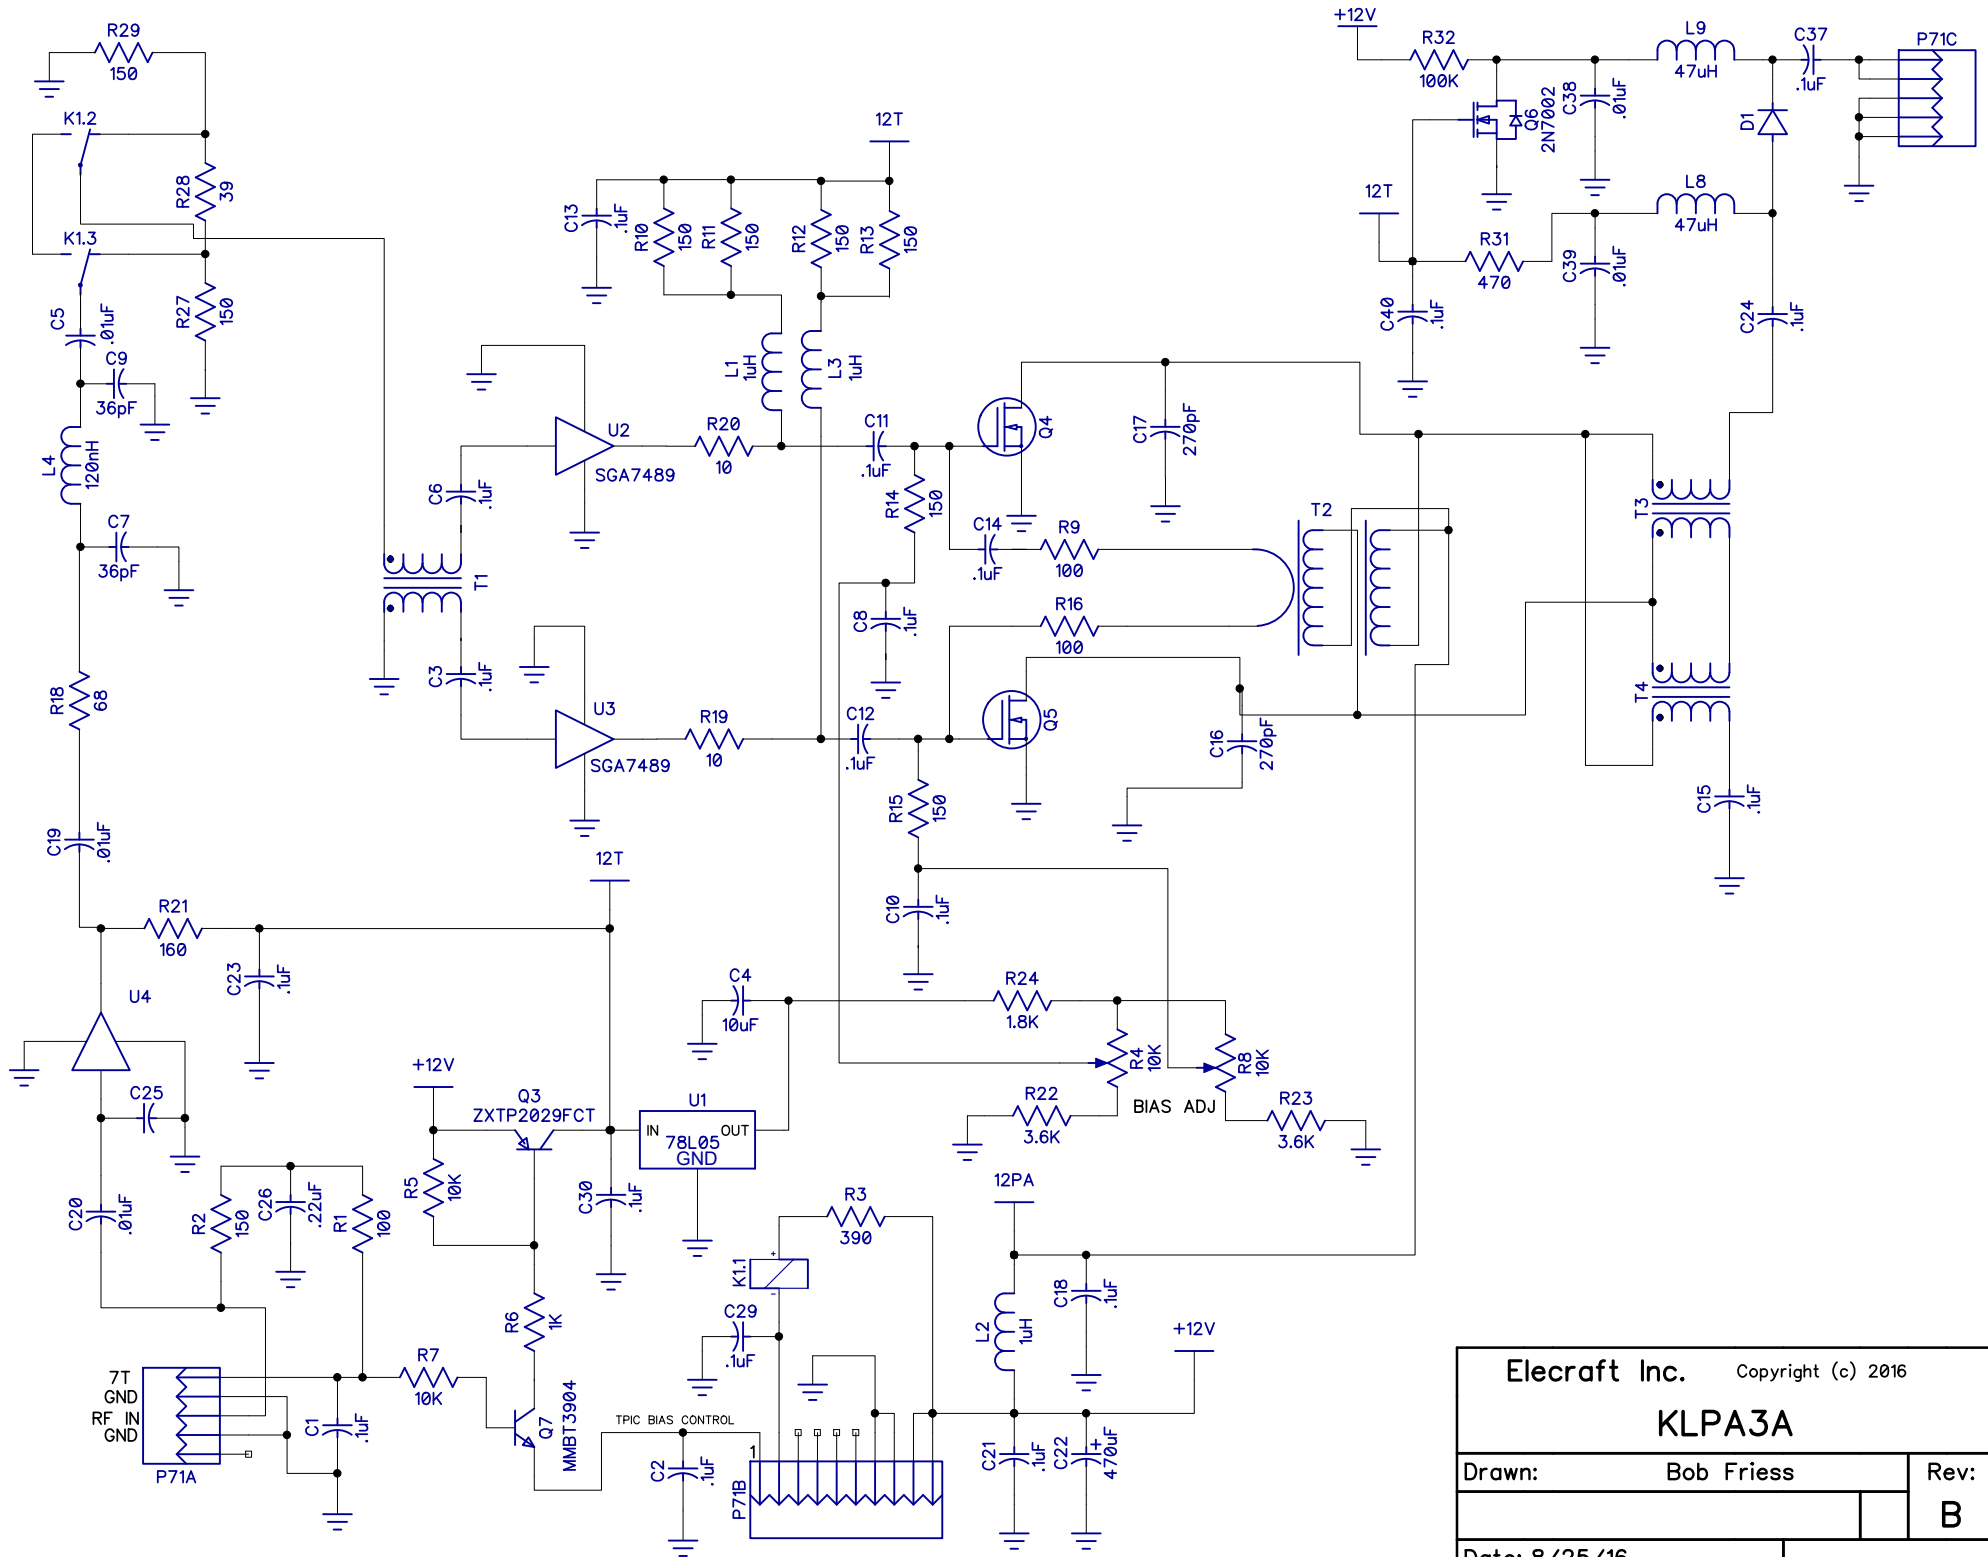 R29
150
K1.2
R28
39
K1.3
R27
150
C5
.01uF
C9
36pF
L4
120nH
C7
36pF
R18
68
C19
.01uF
R21
160
C23
.1uF
U4
C25
C20
.01uF
R2
150
C26
.22uF
R1
100
7T
GND
RF IN
GND
P71A
C1
.1uF
R7
10K
12T
C13
.1uF
R10
150
R11
150
R12
150
R13
150
L1
1uH
L3
1uH
U2
SGA7489
R20
10
C6
.1uF
T1
C3
.1uF
U3
SGA7489
R19
10
C11
.1uF
R14
150
C8
.1uF
C14
.1uF
R9
100
R16
100
Q4
C17
270pF
T2
Q5
C16
270pF
C12
.1uF
R15
150
C10
.1uF
+12V
R32
100K
Q6
2N7002
C38
.01uF
L9
47uH
C37
.1uF
P71C
D1
12T
R31
470
L8
47uH
C39
.01uF
C40
.1uF
C24
.1uF
T3
T4
C15
.1uF
12T
C4
10uF
R24
1.8K
R4
10K
R8
10K
R22
3.6K
BIAS ADJ
R23
3.6K
+12V
Q3
ZXTP2029FCT
R5
10K
U1
IN
OUT
78L05
GND
C30
.1uF
R6
1K
Q7
MMBT3904
TPIC BIAS CONTROL
C2
.1uF
R3
390
K1.1
+
-
C29
.1uF
1
P71B
12PA
L2
1uH
C18
.1uF
+12V
C21
.1uF
C22
+
470uF
Elecraft Inc. Copyright (c) 2016
KLPA3A
Drawn: Bob Friess Rev:
B
Date: 8/25/16